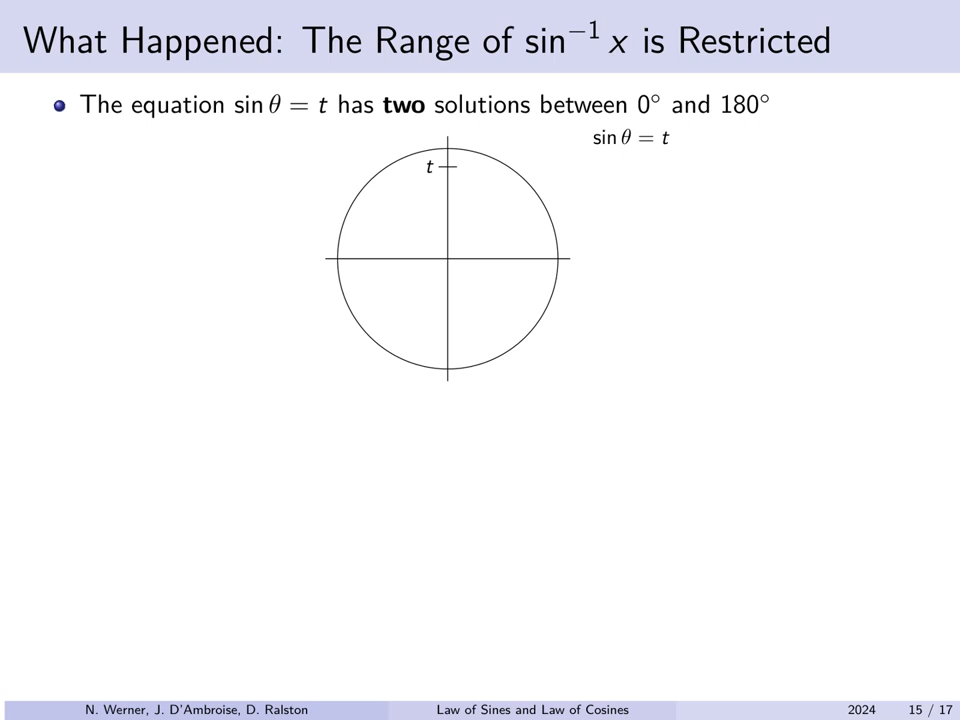 What Happened: The Range of sin⁻¹ x is Restricted
The equation sin θ = t has two solutions between 0° and 180°
sin θ = t
t
N. Werner, J. D'Ambroise, D. Ralston Law of Sines and Law of Cosines 2024 15 / 17